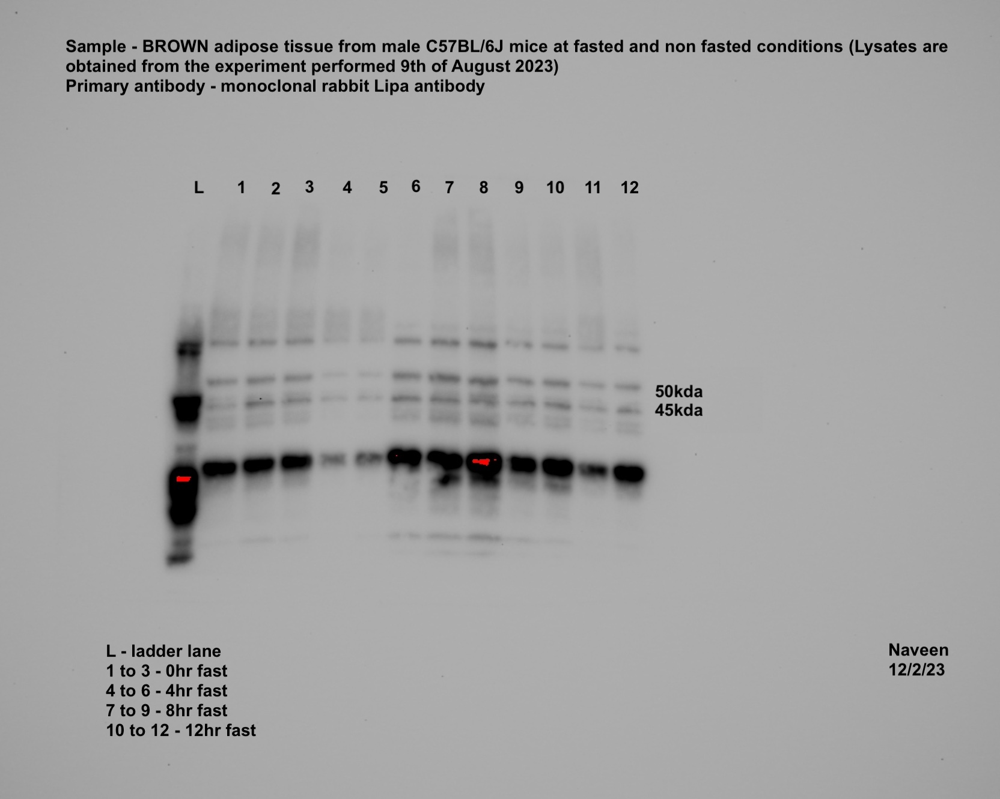 Sample - BROWN adipose tissue from male C57BL/6J mice at fasted and non fasted conditions (Lysates are
obtained from the experiment performed 9th of August 2023)
Primary antibody - monoclonal rabbit Lipa antibody
L 1 2 3 4 5 6 7 8 9 10 11 12
50kda
45kda
L - ladder lane
1 to 3 - 0hr fast
4 to 6 - 4hr fast
7 to 9 - 8hr fast
10 to 12 - 12hr fast
Naveen
12/2/23